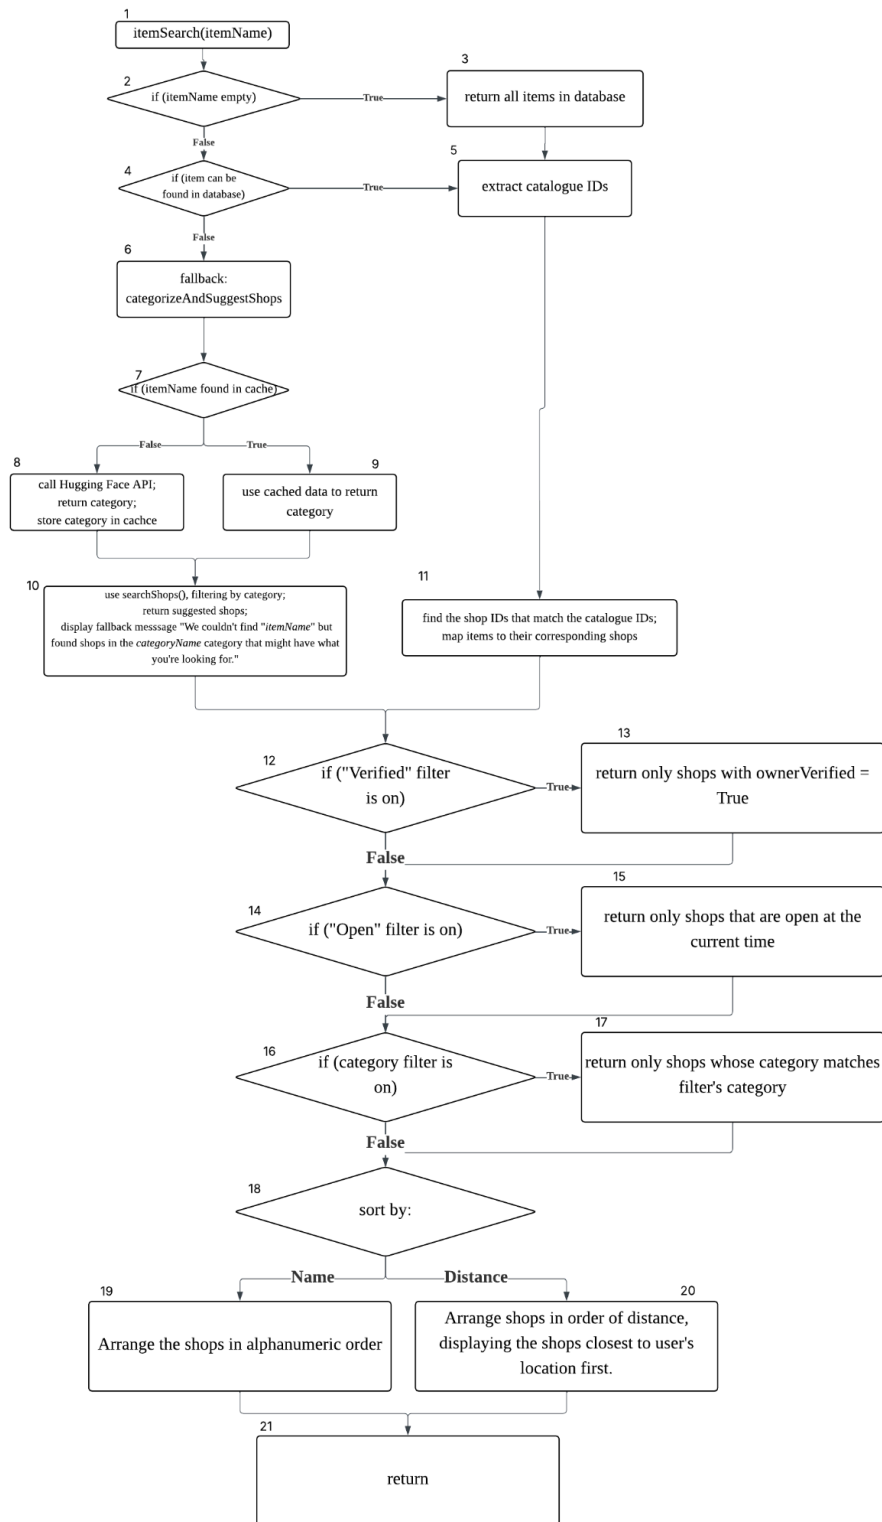 1
itemSearch(itemName)
2
if (itemName empty)
True
3
return all items in database
False
4
if (item can be
found in database)
True
5
extract catalogue IDs
False
6
fallback:
categorizeAndSuggestShops
7
if (itemName found in cache)
False
True
8
call Hugging Face API;
return category;
store category in cachce
9
use cached data to return
category
10
use searchShops(), filtering by category;
return suggested shops;
display fallback messsage "We couldn't find "itemName" but
found shops in the categoryName category that might have what
you're looking for."
11
find the shop IDs that match the catalogue IDs;
map items to their corresponding shops
12
if ("Verified" filter
is on)
True
13
return only shops with ownerVerified =
True
False
14
if ("Open" filter is on)
True
15
return only shops that are open at the
current time
False
16
if (category filter is
on)
True
17
return only shops whose category matches
filter's category
False
18
sort by:
Name
Distance
19
Arrange the shops in alphanumeric order
20
Arrange shops in order of distance,
displaying the shops closest to user's
location first.
21
return